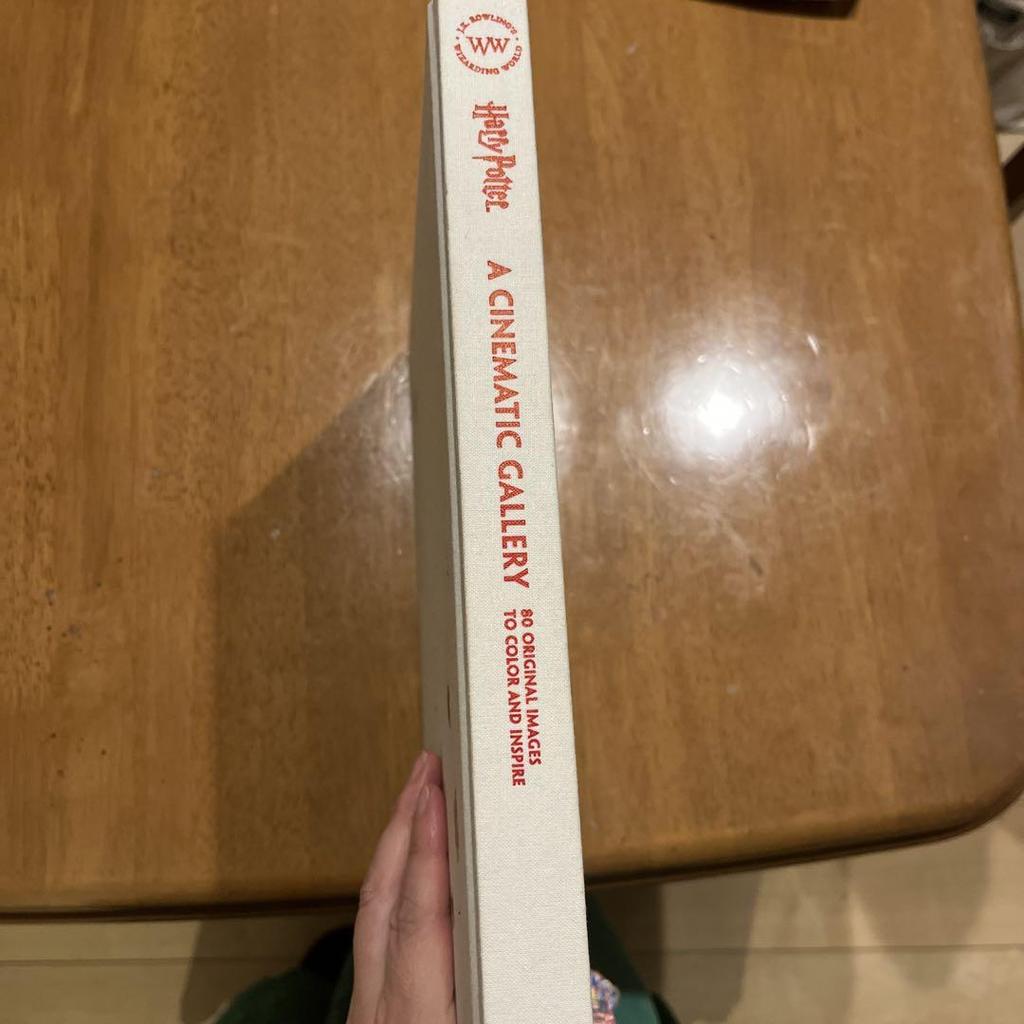 J.K. ROWLING'S
WW
WIZARDING WORLD
Harry Potter
A CINEMATIC GALLERY
80 ORIGINAL IMAGES
TO COLOR AND INSPIRE